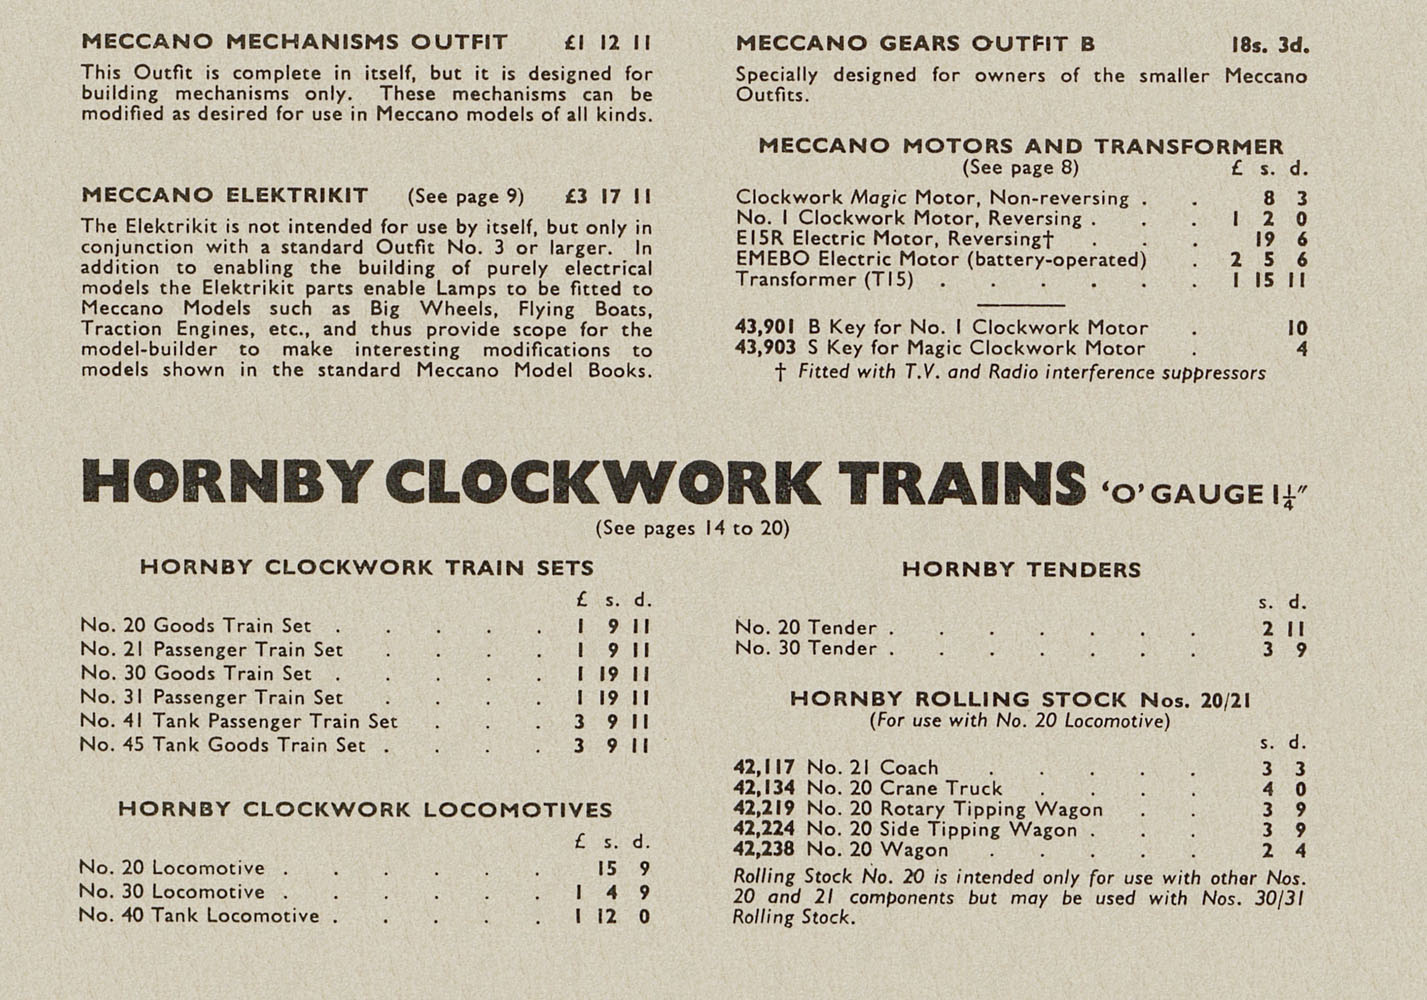 MECCANO MECHANISMS OUTFIT £1 12 11
This Outfit is complete in itself, but it is designed for
building mechanisms only. These mechanisms can be
modified as desired for use in Meccano models of all kinds.
MECCANO ELEKTRIKIT (See page 9) £3 17 11
The Elektrikit is not intended for use by itself, but only in
conjunction with a standard Outfit No. 3 or larger. In
addition to enabling the building of purely electrical
models the Elektrikit parts enable Lamps to be fitted to
Meccano Models such as Big Wheels, Flying Boats,
Traction Engines, etc., and thus provide scope for the
model-builder to make interesting modifications to
models shown in the standard Meccano Model Books.
MECCANO GEARS OUTFIT B 18s. 3d.
Specially designed for owners of the smaller Meccano
Outfits.
MECCANO MOTORS AND TRANSFORMER
(See page 8) £ s. d.
Clockwork Magic Motor, Non-reversing . . 8 3
No. 1 Clockwork Motor, Reversing . . . 1 2 0
E15R Electric Motor, Reversing† . . . 19 6
EMEBO Electric Motor (battery-operated) . 2 5 6
Transformer (T15) . . . . . . 1 15 11
43,901 B Key for No. 1 Clockwork Motor . 10
43,903 S Key for Magic Clockwork Motor . 4
† Fitted with T.V. and Radio interference suppressors
HORNBY CLOCKWORK TRAINS ‘O’ GAUGE 1¼″
(See pages 14 to 20)
HORNBY CLOCKWORK TRAIN SETS
£ s. d.
No. 20 Goods Train Set . . . . . 1 9 11
No. 21 Passenger Train Set . . . . 1 9 11
No. 30 Goods Train Set . . . . . 1 19 11
No. 31 Passenger Train Set . . . . 1 19 11
No. 41 Tank Passenger Train Set . . . 3 9 11
No. 45 Tank Goods Train Set . . . . 3 9 11
HORNBY CLOCKWORK LOCOMOTIVES
£ s. d.
No. 20 Locomotive . . . . . . 15 9
No. 30 Locomotive . . . . . . 1 4 9
No. 40 Tank Locomotive . . . . . 1 12 0
HORNBY TENDERS
s. d.
No. 20 Tender . . . . . . . 2 11
No. 30 Tender . . . . . . . 3 9
HORNBY ROLLING STOCK Nos. 20/21
(For use with No. 20 Locomotive)
s. d.
42,117 No. 21 Coach . . . . . 3 3
42,134 No. 20 Crane Truck . . . . 4 0
42,219 No. 20 Rotary Tipping Wagon . . 3 9
42,224 No. 20 Side Tipping Wagon . . . 3 9
42,238 No. 20 Wagon . . . . . 2 4
Rolling Stock No. 20 is intended only for use with other Nos.
20 and 21 components but may be used with Nos. 30/31
Rolling Stock.